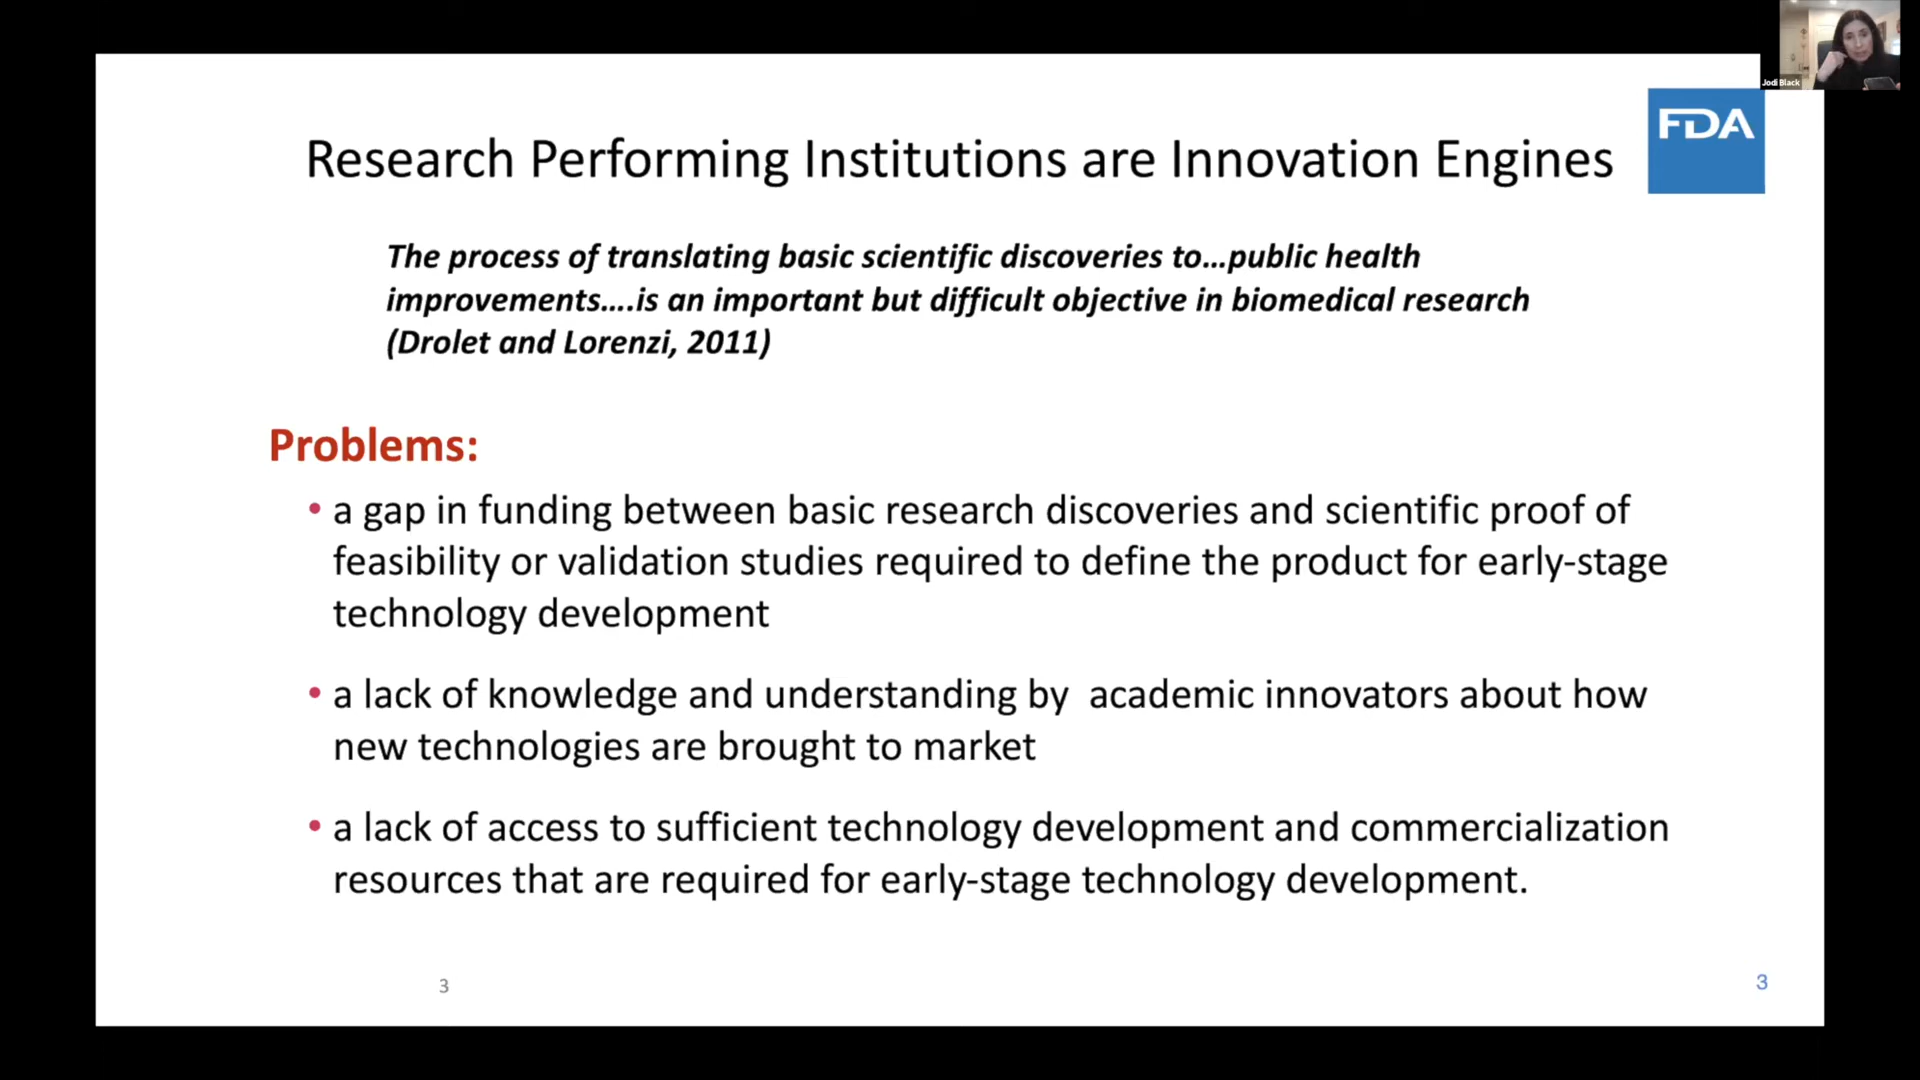 Jodi Black
FDA
Research Performing Institutions are Innovation Engines
The process of translating basic scientific discoveries to...public health
improvements....is an important but difficult objective in biomedical research
(Drolet and Lorenzi, 2011)
Problems:
• a gap in funding between basic research discoveries and scientific proof of
feasibility or validation studies required to define the product for early-stage
technology development
• a lack of knowledge and understanding by  academic innovators about how
new technologies are brought to market
• a lack of access to sufficient technology development and commercialization
resources that are required for early-stage technology development.
3
3